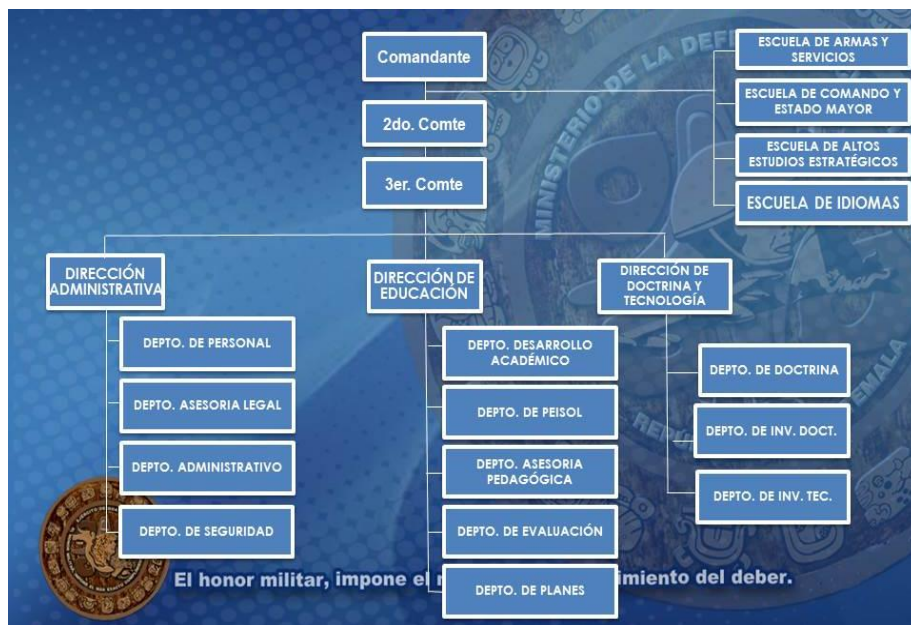 Comandante
2do. Comte
3er. Comte
ESCUELA DE ARMAS Y
SERVICIOS
ESCUELA DE COMANDO Y
ESTADO MAYOR
ESCUELA DE ALTOS
ESTUDIOS ESTRATÉGICOS
ESCUELA DE IDIOMAS
MINISTERIO DE LA DEF
DIRECCIÓN
ADMINISTRATIVA
DEPTO. DE PERSONAL
DEPTO. ASESORIA LEGAL
DEPTO. ADMINISTRATIVO
DEPTO. DE SEGURIDAD
DIRECCIÓN DE
EDUCACIÓN
DEPTO. DESARROLLO
ACADÉMICO
DEPTO. DE PEISOL
DEPTO. ASESORIA
PEDAGÓGICA
DEPTO. DE EVALUACIÓN
DEPTO. DE PLANES
DIRECCIÓN DE
DOCTRINA Y
TECNOLOGÍA
DEPTO. DE DOCTRINA
DEPTO. DE INV. DOCT.
DEPTO. DE INV. TEC.
El honor militar, impone el imiento del deber.